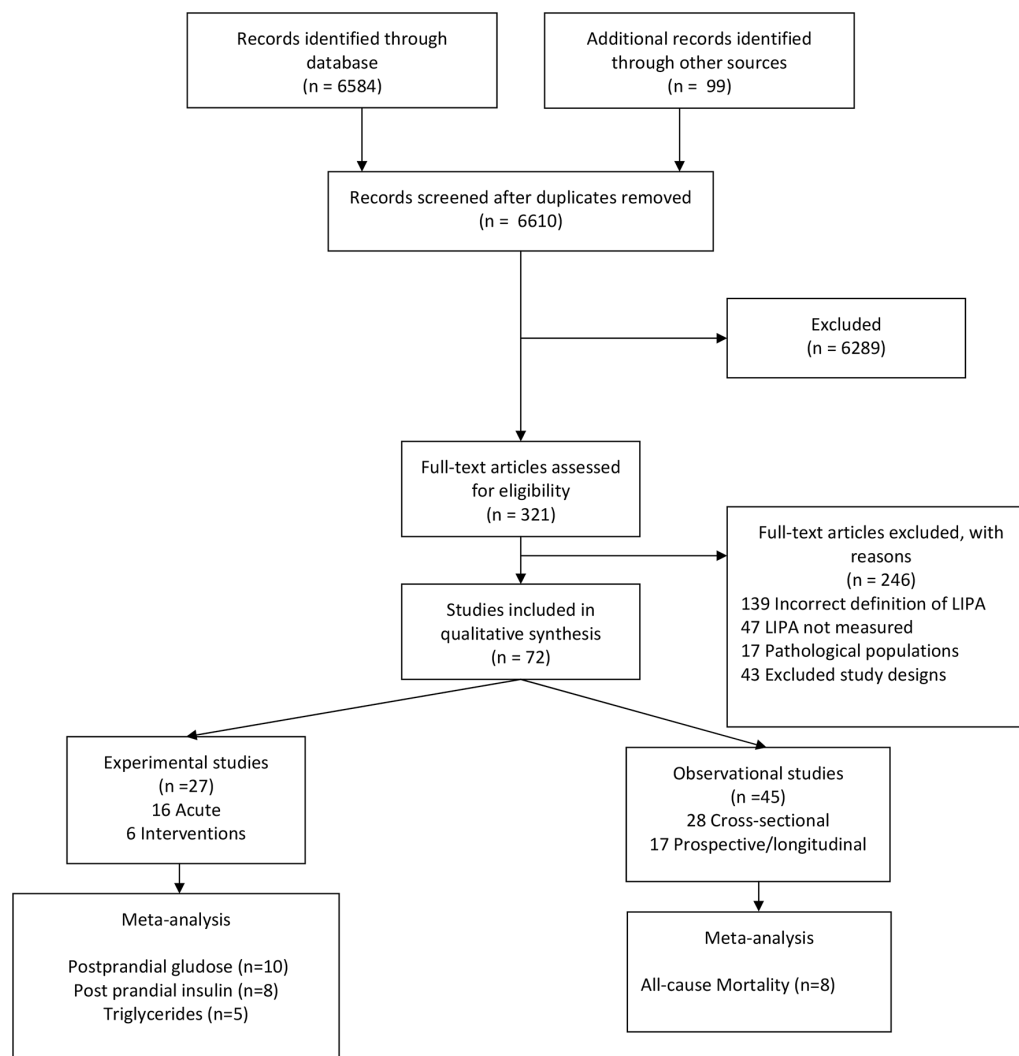 Records identified through
database
(n = 6584)
Additional records identified
through other sources
(n = 99)
Records screened after duplicates removed
(n = 6610)
Excluded
(n = 6289)
Full-text articles assessed
for eligibility
(n = 321)
Full-text articles excluded, with
reasons
(n = 246)
139 Incorrect definition of LIPA
47 LIPA not measured
17 Pathological populations
43 Excluded study designs
Studies included in
qualitative synthesis
(n = 72)
Experimental studies
(n =27)
16 Acute
6 Interventions
Observational studies
(n =45)
28 Cross-sectional
17 Prospective/longitudinal
Meta-analysis
Postprandial gludose (n=10)
Post prandial insulin (n=8)
Triglycerides (n=5)
Meta-analysis
All-cause Mortality (n=8)